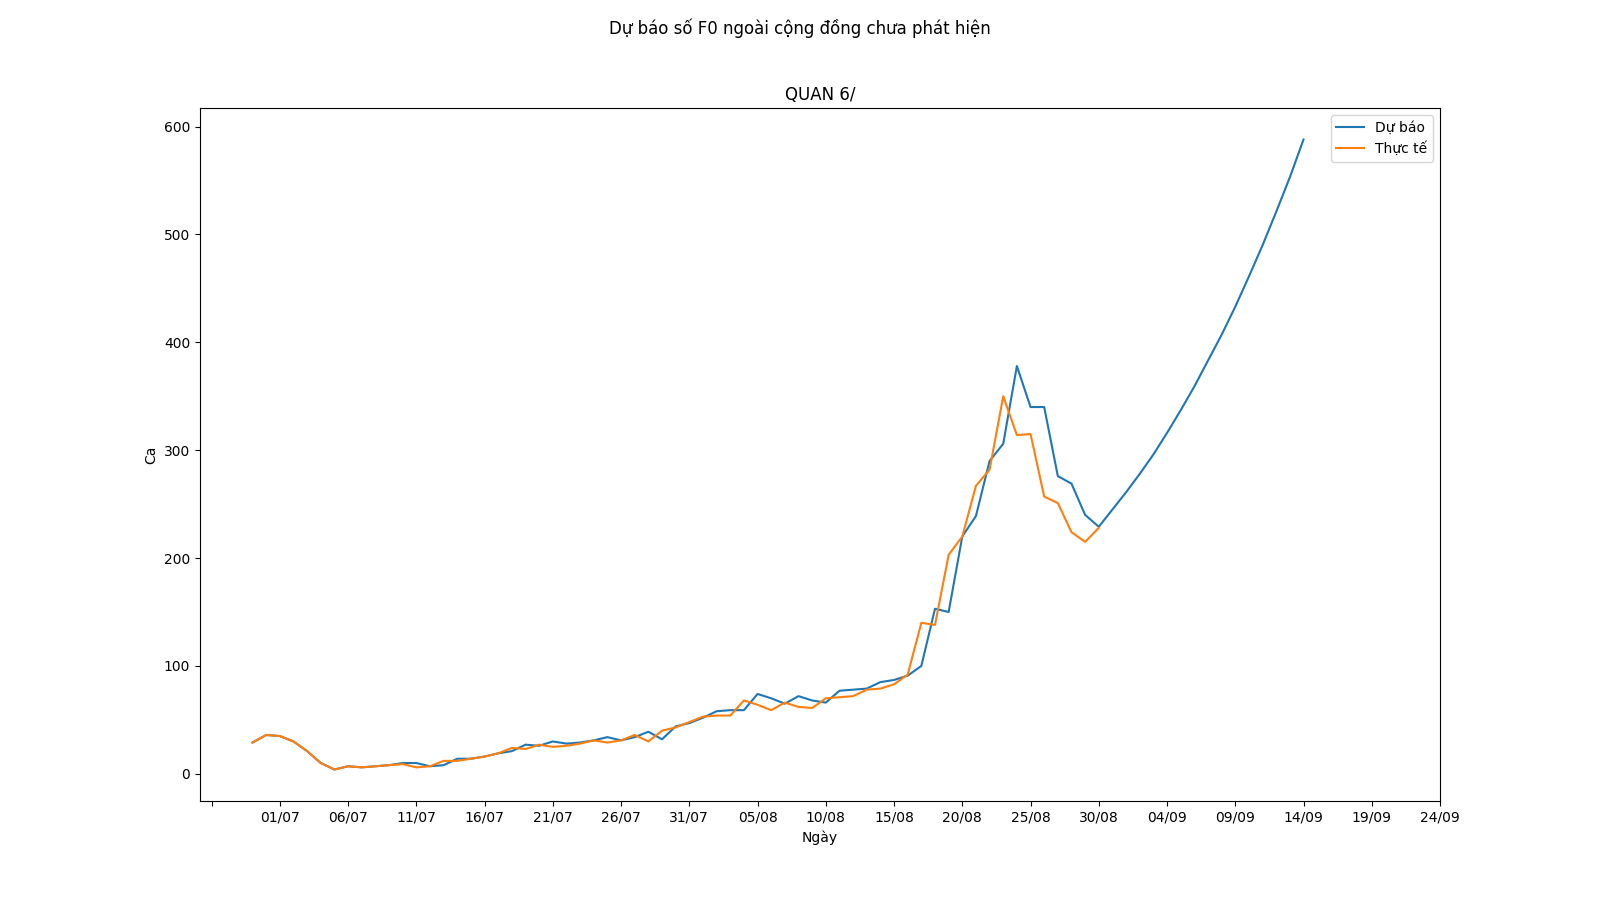 Dự báo số F0 ngoài cộng đồng chưa phát hiện
QUAN 6/
Dự báo
Thực tế
600
500
400
300
200
100
0
Ca
01/07 06/07 11/07 16/07 21/07 26/07 31/07 05/08 10/08 15/08 20/08 25/08 30/08 04/09 09/09 14/09 19/09 24/09
Ngày